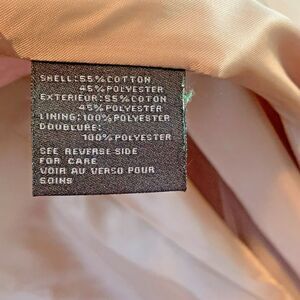 SHELL:55%COTTON
45%POLYESTER
EXTERIEUR:55%COTON
45%POLYESTER
LINING:100%POLYESTER
DOUBLURE:
100%POLYESTER
SEE REVERSE SIDE
FOR CARE
VOIR AU VERSO POUR
SOINS